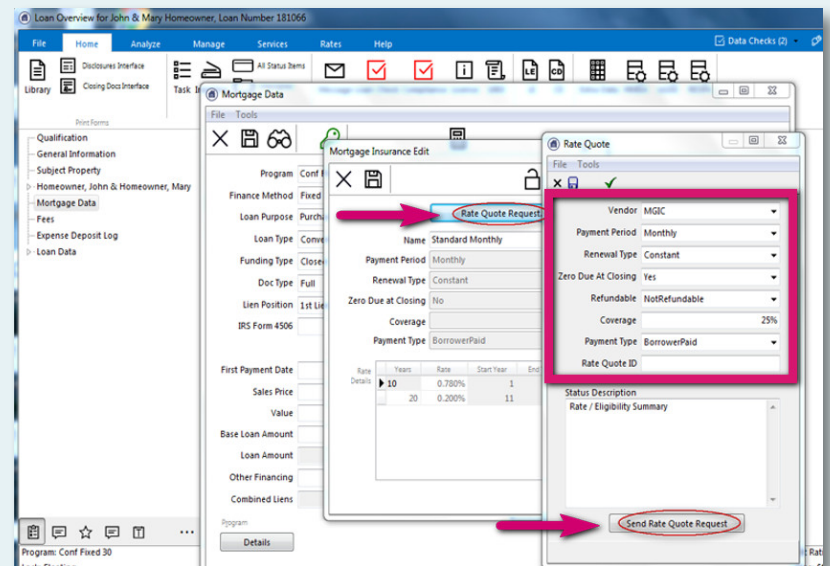 Loan Overview for John & Mary Homeowner, Loan Number 181066
File Home Analyze Manage Services Rates Help
Data Checks (2)
Library
Disclosures Interface
Closing Docs Interface
Task
All Status Items
Print Forms
Qualification
General Information
Subject Property
Homeowner, John & Homeowner, Mary
Mortgage Data
Fees
Expense Deposit Log
Loan Data
Program: Conf Fixed 30
Mortgage Data
File Tools
Program
Finance Method Fixed
Loan Purpose
Loan Type
Funding Type
Doc Type Full
Lien Position
IRS Form 4506
First Payment Date
Sales Price
Value
Base Loan Amount
Loan Amount
Other Financing
Combined Liens
Program
Details
Mortgage Insurance Edit
Rate Quote Request
Name Standard Monthly
Payment Period Monthly
Renewal Type Constant
Zero Due at Closing No
Coverage
Payment Type BorrowerPaid
Rate Details
Years Rate Start Year
10 0.780% 1
20 0.200% 11
Rate Quote
File Tools
Vendor MGIC
Payment Period Monthly
Renewal Type Constant
Zero Due At Closing Yes
Refundable NotRefundable
Coverage 25%
Payment Type BorrowerPaid
Rate Quote ID
Status Description
Rate / Eligibility Summary
Send Rate Quote Request